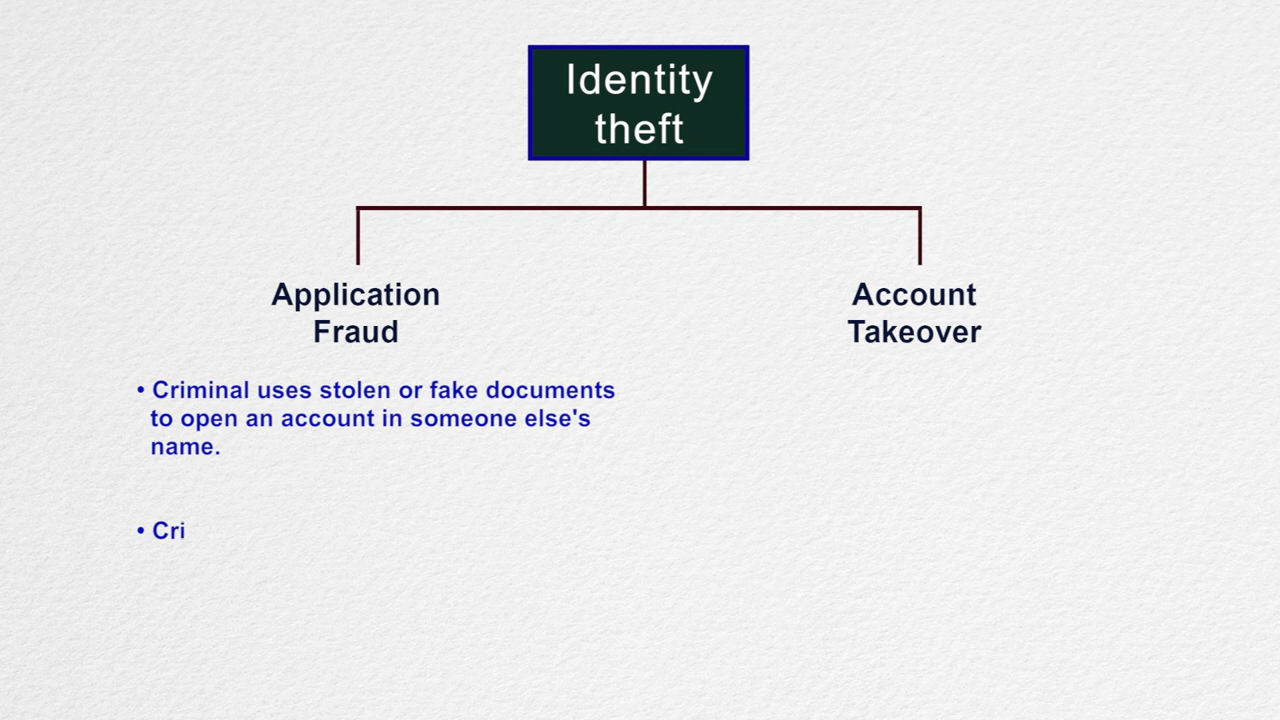 Identity
theft
Application
Fraud
Account
Takeover
• Criminal uses stolen or fake documents
to open an account in someone else's
name.
• Cri